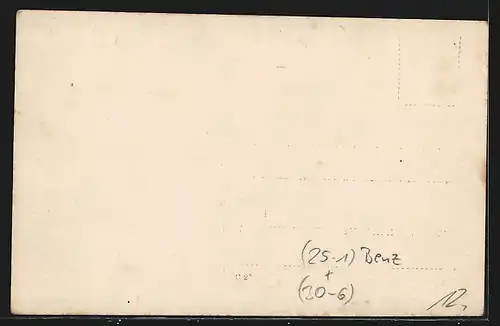 (25-1) Benz
+
(30-6)
12,